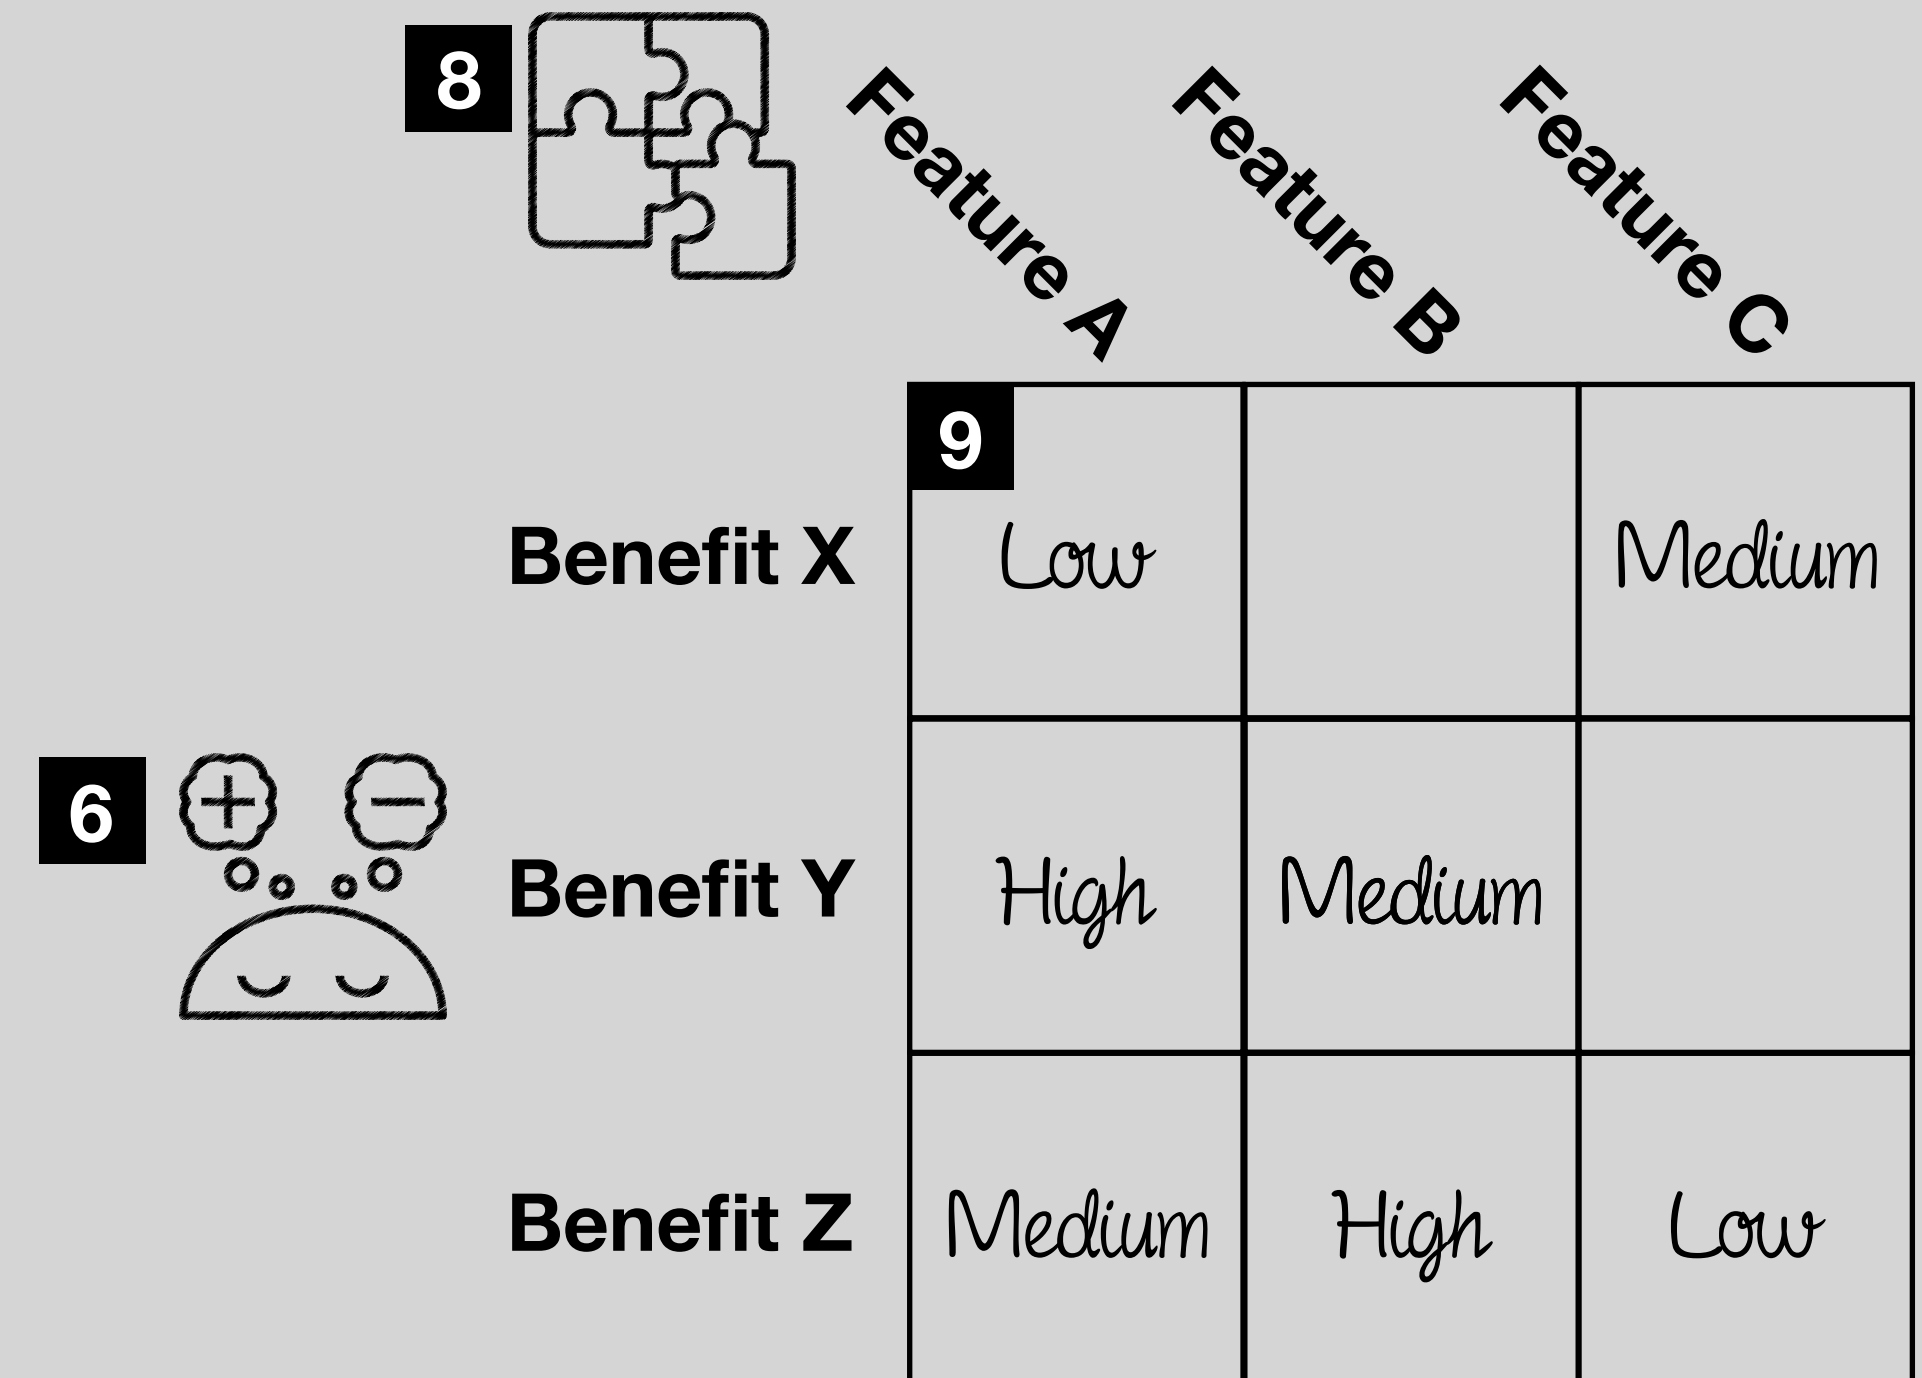 8
Feature A
Feature B
Feature C
9
Benefit X
Low
Medium
6
Benefit Y
High
Medium
Benefit Z
Medium
High
Low